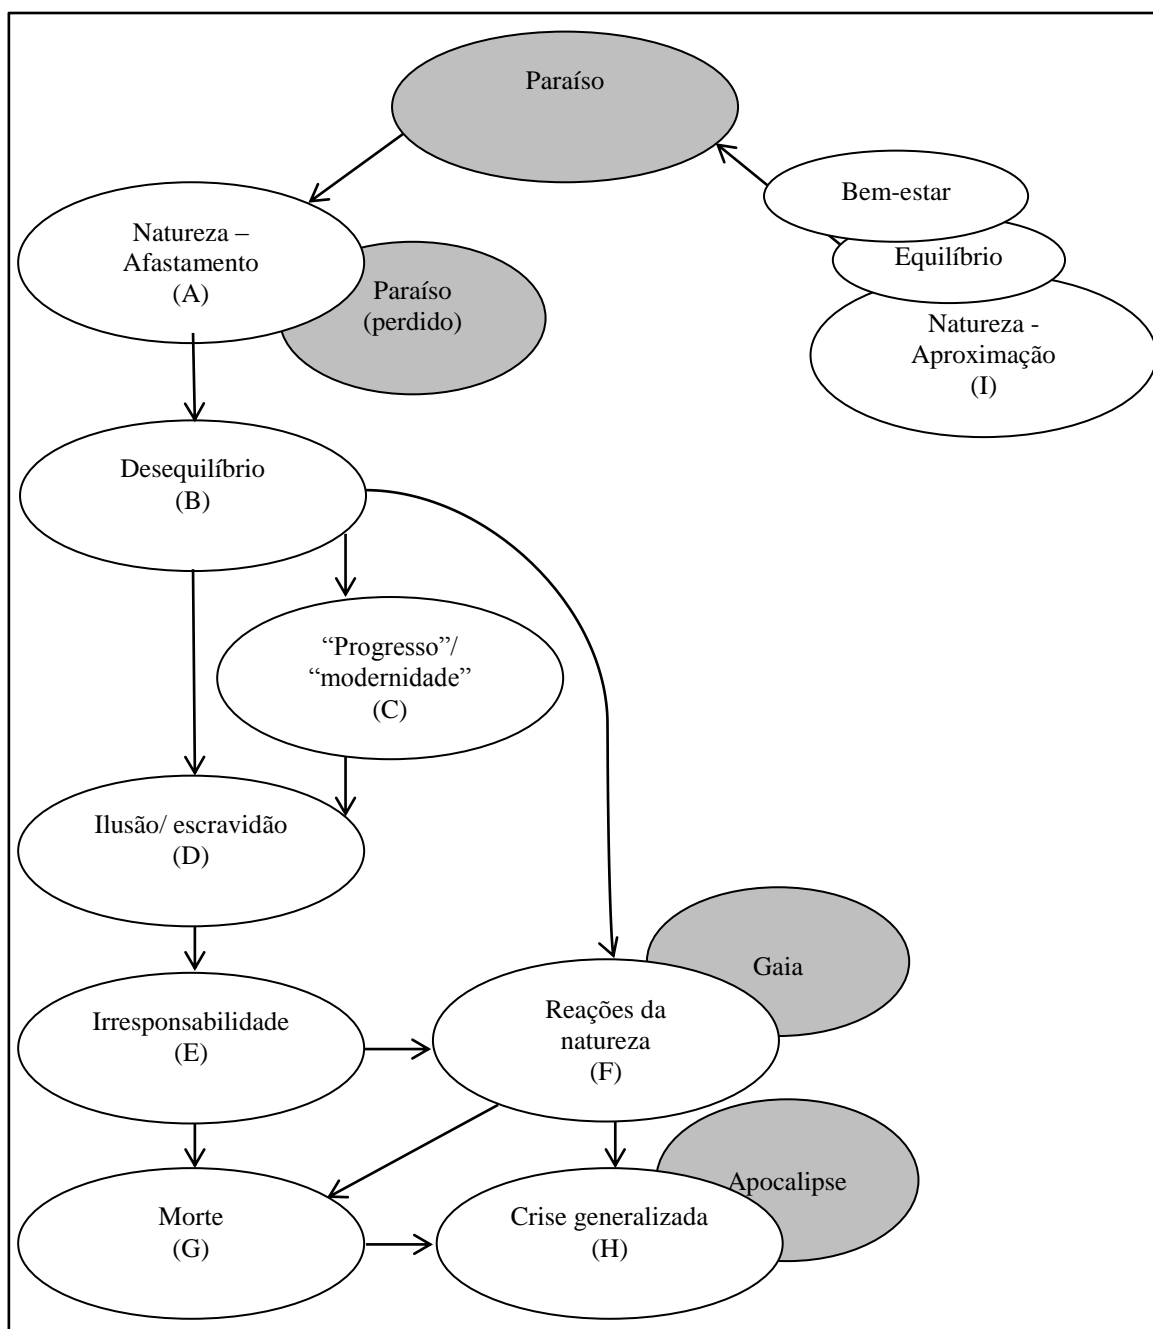 Paraíso
Bem-estar
Natureza –
Afastamento
(A)
Equilíbrio
Paraíso
(perdido)
Natureza -
Aproximação
(I)
Desequilíbrio
(B)
“Progresso”/
“modernidade”
(C)
Ilusão/ escravidão
(D)
Gaia
Irresponsabilidade
(E)
Reações da
natureza
(F)
Apocalipse
Morte
(G)
Crise generalizada
(H)